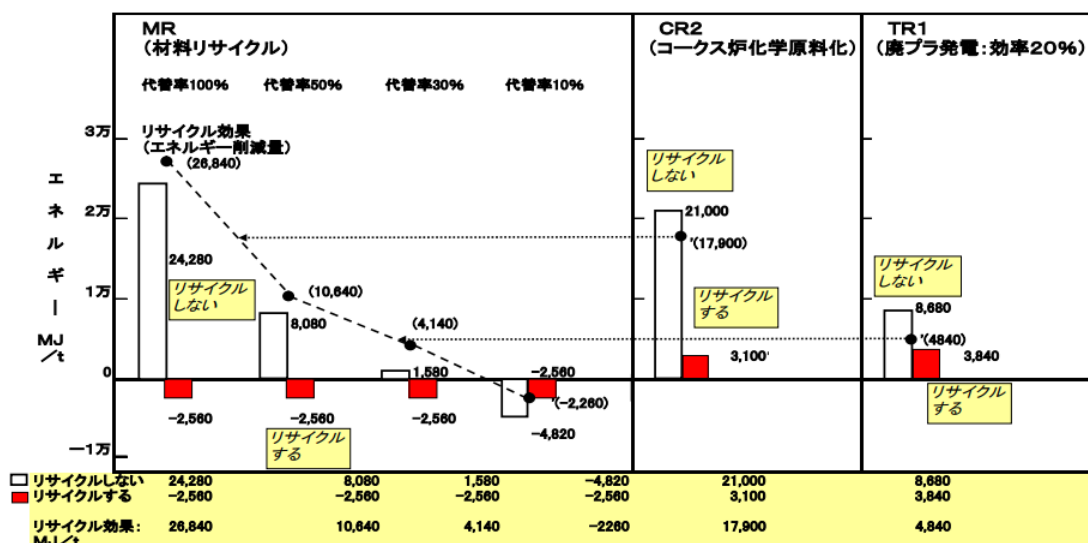 MR
（材料リサイクル）
CR2
（コークス炉化学原料化）
TR1
（廃プラ発電：効率20%）
代替率100%
代替率50%
代替率30%
代替率10%
リサイクル効果
（エネルギー削減量）
エネルギー MJ/t
3万
2万
1万
0
－1万
(26,840)
24,280
リサイクル
しない
-2,560
(10,640)
8,080
-2,560
リサイクル
する
(4,140)
1,580
-2,560
-2,560
'(-2,260)
-4,820
リサイクル
しない
21,000
'(17,900)
リサイクル
する
3,100'
リサイクル
しない
8,680
'(4840)
3,840
リサイクル
する
リサイクルしない 24,280 8,080 1,580 -4,820 21,000 8,680
リサイクルする -2,560 -2,560 -2,560 -2,560 3,100 3,840
リサイクル効果： 26,840 10,640 4,140 -2260 17,900 4,840
MJ/t